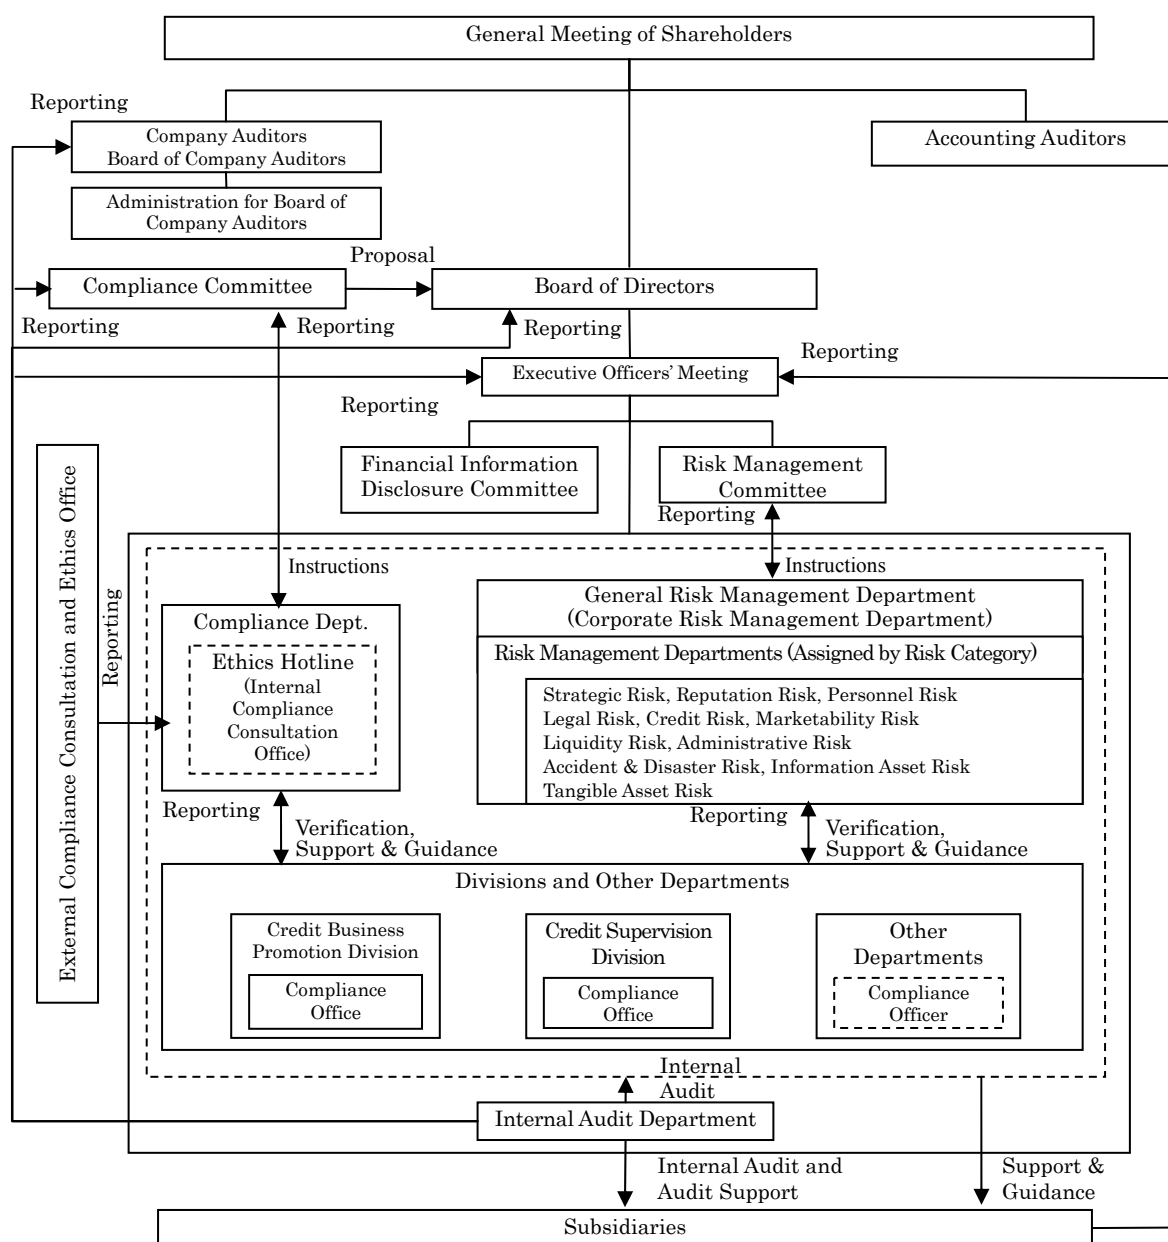 General Meeting of Shareholders
Reporting
Company Auditors
Board of Company Auditors
Accounting Auditors
Administration for Board of
Company Auditors
Proposal
Compliance Committee
Board of Directors
Reporting
Reporting
Reporting
Reporting
Executive Officers' Meeting
Reporting
Financial Information
Disclosure Committee
Risk Management
Committee
Reporting
External Compliance Consultation and Ethics Office
Reporting
Instructions
Instructions
Compliance Dept.
Ethics Hotline
(Internal
Compliance
Consultation
Office)
General Risk Management Department
(Corporate Risk Management Department)
Risk Management Departments (Assigned by Risk Category)
Strategic Risk, Reputation Risk, Personnel Risk
Legal Risk, Credit Risk, Marketability Risk
Liquidity Risk, Administrative Risk
Accident & Disaster Risk, Information Asset Risk
Tangible Asset Risk
Reporting
Verification,
Support & Guidance
Reporting
Verification,
Support & Guidance
Divisions and Other Departments
Credit Business
Promotion Division
Compliance
Office
Credit Supervision
Division
Compliance
Office
Other
Departments
Compliance
Officer
Internal
Audit
Internal Audit Department
Internal Audit and
Audit Support
Support &
Guidance
Subsidiaries